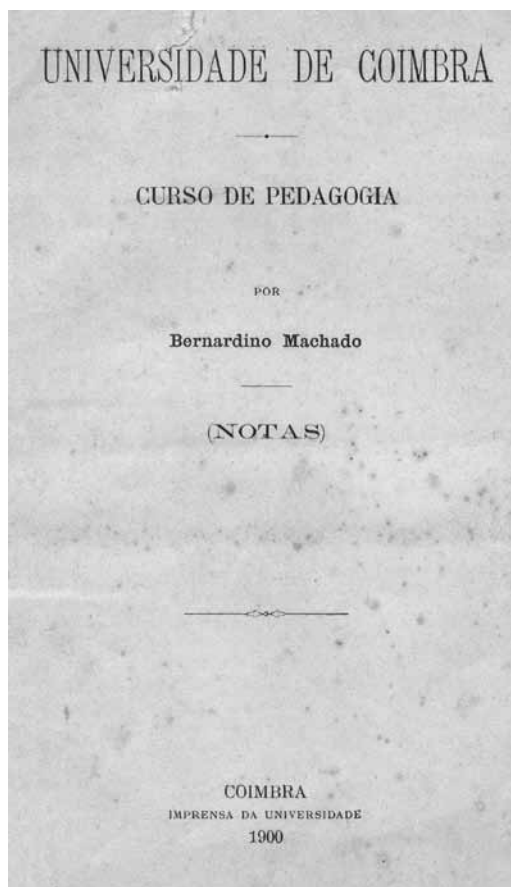 UNIVERSIDADE DE COIMBRA
CURSO DE PEDAGOGIA
POR
Bernardino Machado
(NOTAS)
COIMBRA
IMPRENSA DA UNIVERSIDADE
1900